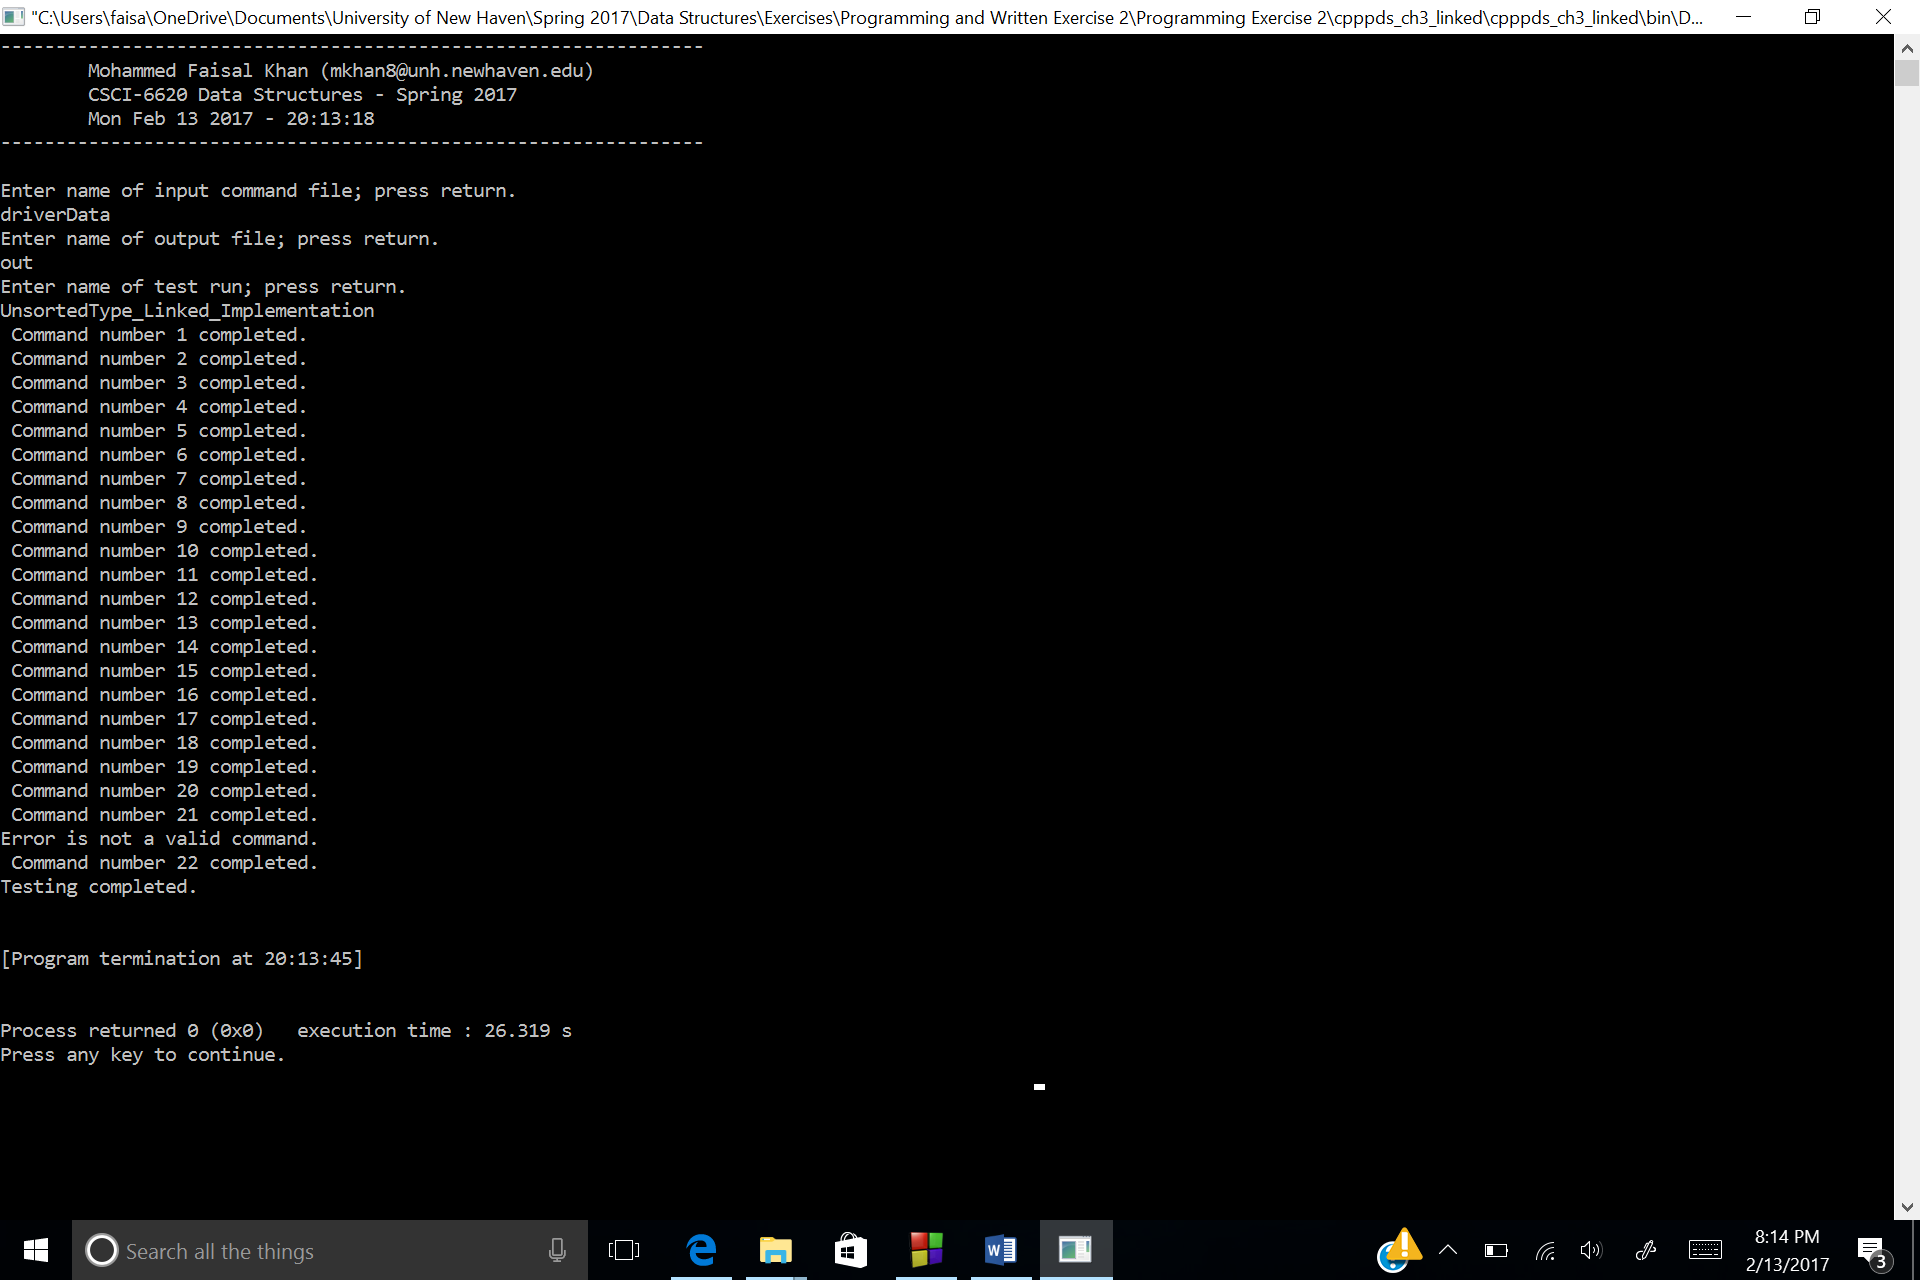 "C:\Users\faisa\OneDrive\Documents\University of New Haven\Spring 2017\Data Structures\Exercises\Programming and Written Exercise 2\Programming Exercise 2\cpppds_ch3_linked\cpppds_ch3_linked\bin\D...
----------------------------------------------------------------
Mohammed Faisal Khan (mkhan8@unh.newhaven.edu)
CSCI-6620 Data Structures - Spring 2017
Mon Feb 13 2017 - 20:13:18
----------------------------------------------------------------
Enter name of input command file; press return.
driverData
Enter name of output file; press return.
out
Enter name of test run; press return.
UnsortedType_Linked_Implementation
Command number 1 completed.
Command number 2 completed.
Command number 3 completed.
Command number 4 completed.
Command number 5 completed.
Command number 6 completed.
Command number 7 completed.
Command number 8 completed.
Command number 9 completed.
Command number 10 completed.
Command number 11 completed.
Command number 12 completed.
Command number 13 completed.
Command number 14 completed.
Command number 15 completed.
Command number 16 completed.
Command number 17 completed.
Command number 18 completed.
Command number 19 completed.
Command number 20 completed.
Command number 21 completed.
Error is not a valid command.
Command number 22 completed.
Testing completed.
[Program termination at 20:13:45]
Process returned 0 (0x0)   execution time : 26.319 s
Press any key to continue.
Search all the things
8:14 PM
2/13/2017
3